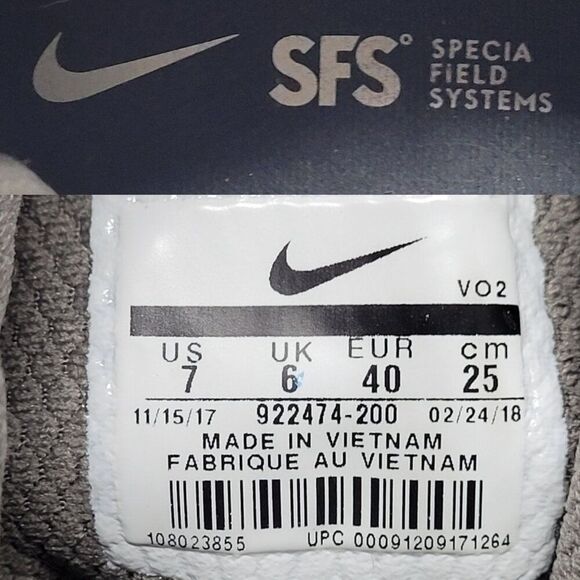 SFS° SPECIA
FiELD
SYSTEMS
VO2
US UK EUR cm
7 6 40 25
11/15/17 922474-200 02/24/18
MADE IN VIETNAM
FABRIQUE AU VIETNAM
108023855 UPC 00091209171264